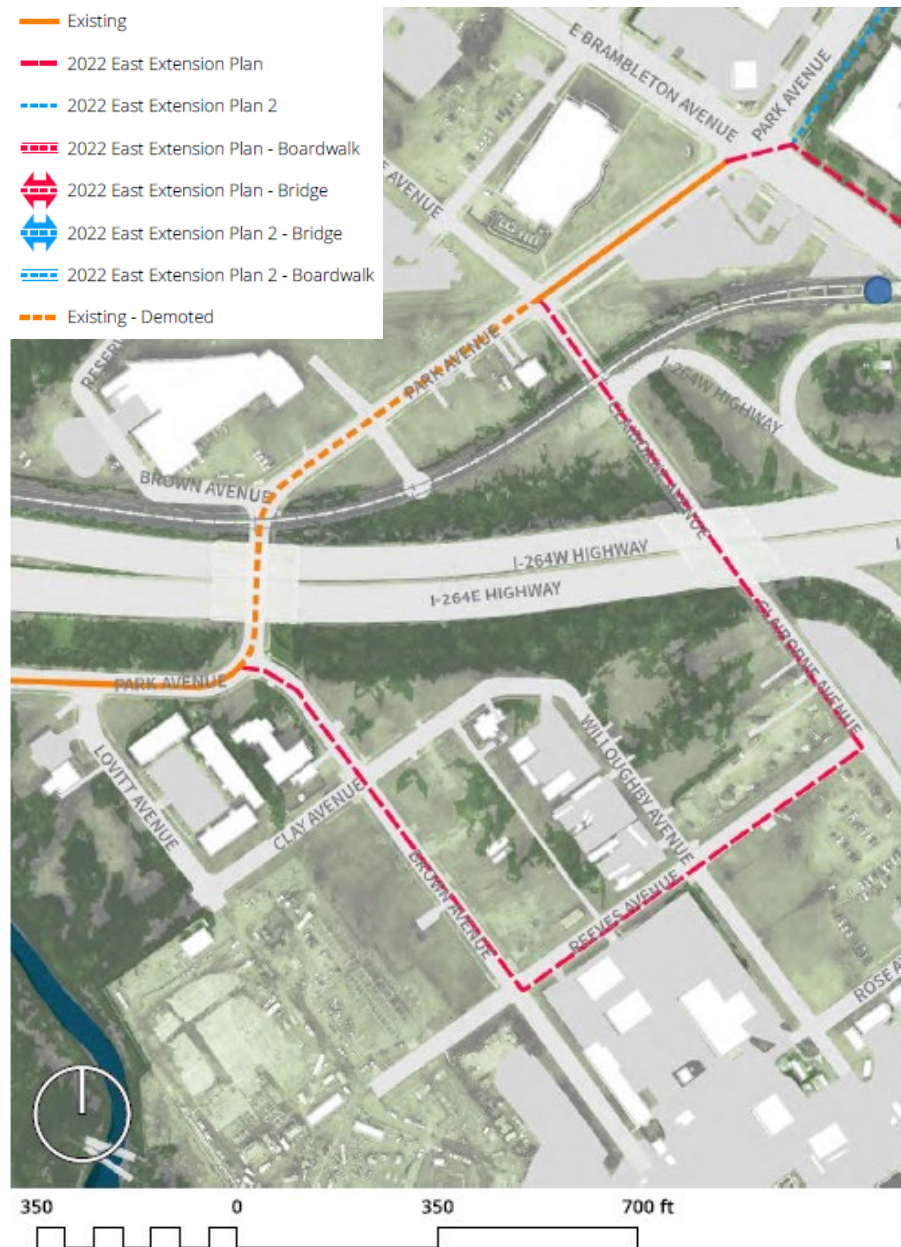 Existing
2022 East Extension Plan
2022 East Extension Plan 2
2022 East Extension Plan - Boardwalk
2022 East Extension Plan - Bridge
2022 East Extension Plan 2 - Bridge
2022 East Extension Plan 2 - Boardwalk
Existing - Demoted
E BRAMBLETON AVENUE
PARK AVENUE
E AVENUE
PARK AVENUE
I-264W HIGHWAY
CLAIBORNE AVENUE
BROWN AVENUE
I-264W HIGHWAY
I-264E HIGHWAY
CLAIBORNE AVENUE
PARK AVENUE
LOVITT AVENUE
WILLOUGHBY AVENUE
CLAY AVENUE
BROWN AVENUE
REEVES AVENUE
350 0 350 700 ft